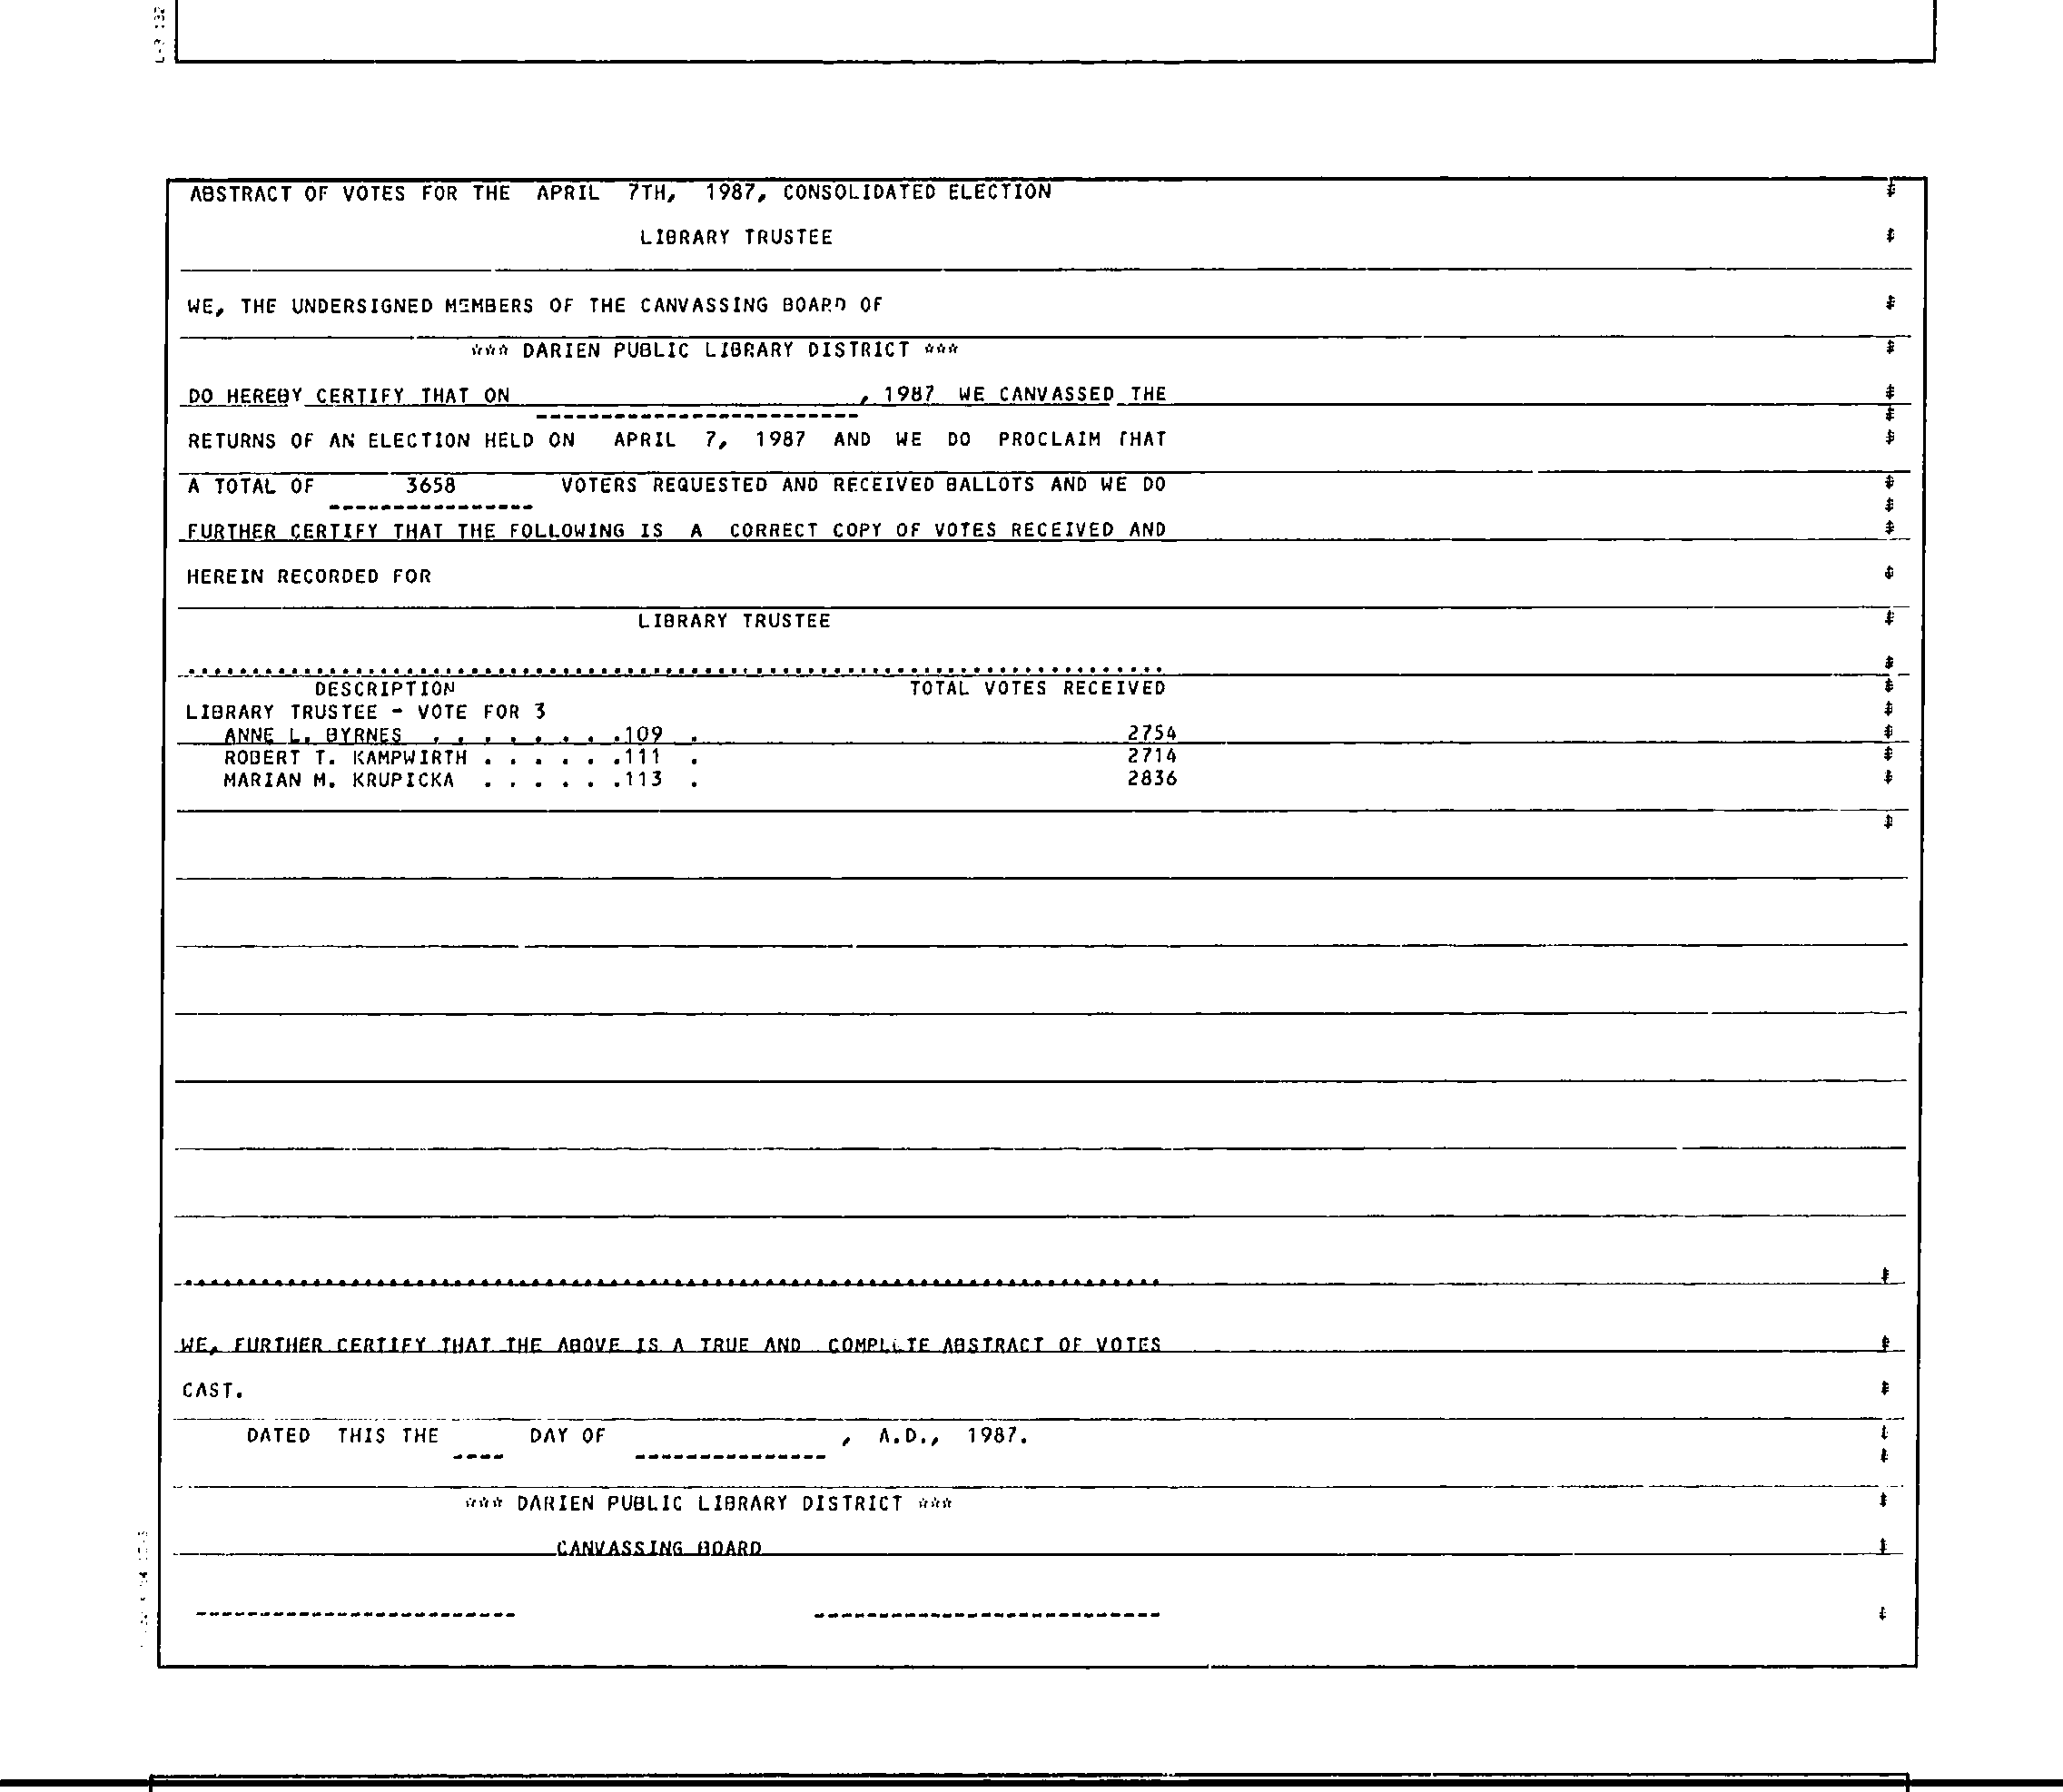 ABSTRACT OF VOTES FOR THE APRIL 7TH, 1987, CONSOLIDATED ELECTION
LIBRARY TRUSTEE
WE, THE UNDERSIGNED MEMBERS OF THE CANVASSING BOARD OF
*** DARIEN PUBLIC LIBRARY DISTRICT ***
DO HEREBY CERTIFY THAT ON , 1987 WE CANVASSED THE
-------------------------
RETURNS OF AN ELECTION HELD ON APRIL 7, 1987 AND WE DO PROCLAIM THAT
A TOTAL OF 3658 VOTERS REQUESTED AND RECEIVED BALLOTS AND WE DO
----------------
FURTHER CERTIFY THAT THE FOLLOWING IS A CORRECT COPY OF VOTES RECEIVED AND
HEREIN RECORDED FOR
LIBRARY TRUSTEE
DESCRIPTION TOTAL VOTES RECEIVED
LIBRARY TRUSTEE - VOTE FOR 3
ANNE L. BYRNES . . . . . . . .109 . 2754
ROBERT T. KAMPWIRTH . . . . . .111 . 2714
MARIAN M. KRUPICKA . . . . . .113 . 2836
WE, FURTHER CERTIFY THAT THE ABOVE IS A TRUE AND COMPLETE ABSTRACT OF VOTES
CAST.
DATED THIS THE ---- DAY OF --------------- , A.D., 1987.
*** DARIEN PUBLIC LIBRARY DISTRICT ***
CANVASSING BOARD
------------------------- ---------------------------